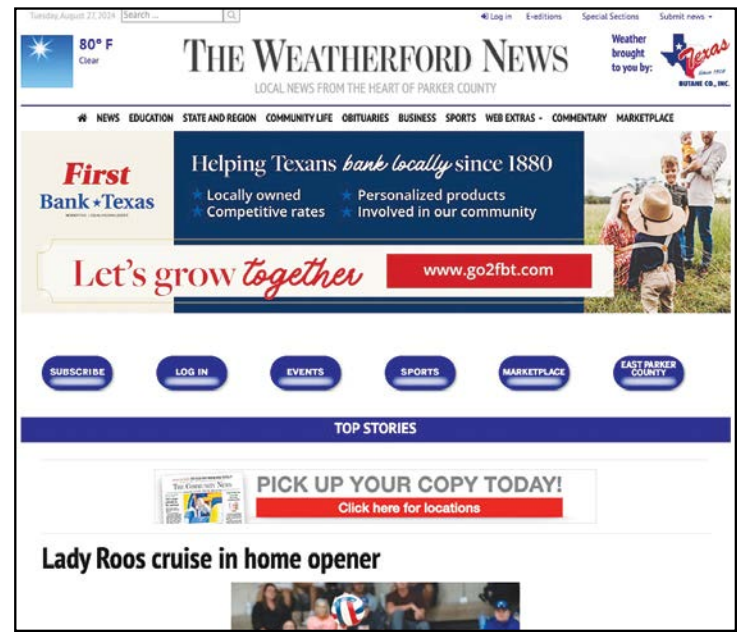 Tuesday, August 27, 2024 Search ...
Log in E-editions Special Sections Submit news
80° F
Clear
THE WEATHERFORD NEWS
LOCAL NEWS FROM THE HEART OF PARKER COUNTY
Weather
brought
to you by:
Texas
Since 1959
BUTANE CO., INC.
NEWS EDUCATION STATE AND REGION COMMUNITY LIFE OBITUARIES BUSINESS SPORTS WEB EXTRAS COMMENTARY MARKETPLACE
First
Bank Texas
Helping Texans bank locally since 1880
Locally owned
Personalized products
Competitive rates
Involved in our community
Let's grow together
www.go2fbt.com
SUBSCRIBE
LOG IN
EVENTS
SPORTS
MARKETPLACE
EAST PARKER
COUNTY
TOP STORIES
The Community News
PICK UP YOUR COPY TODAY!
Click here for locations
Lady Roos cruise in home opener